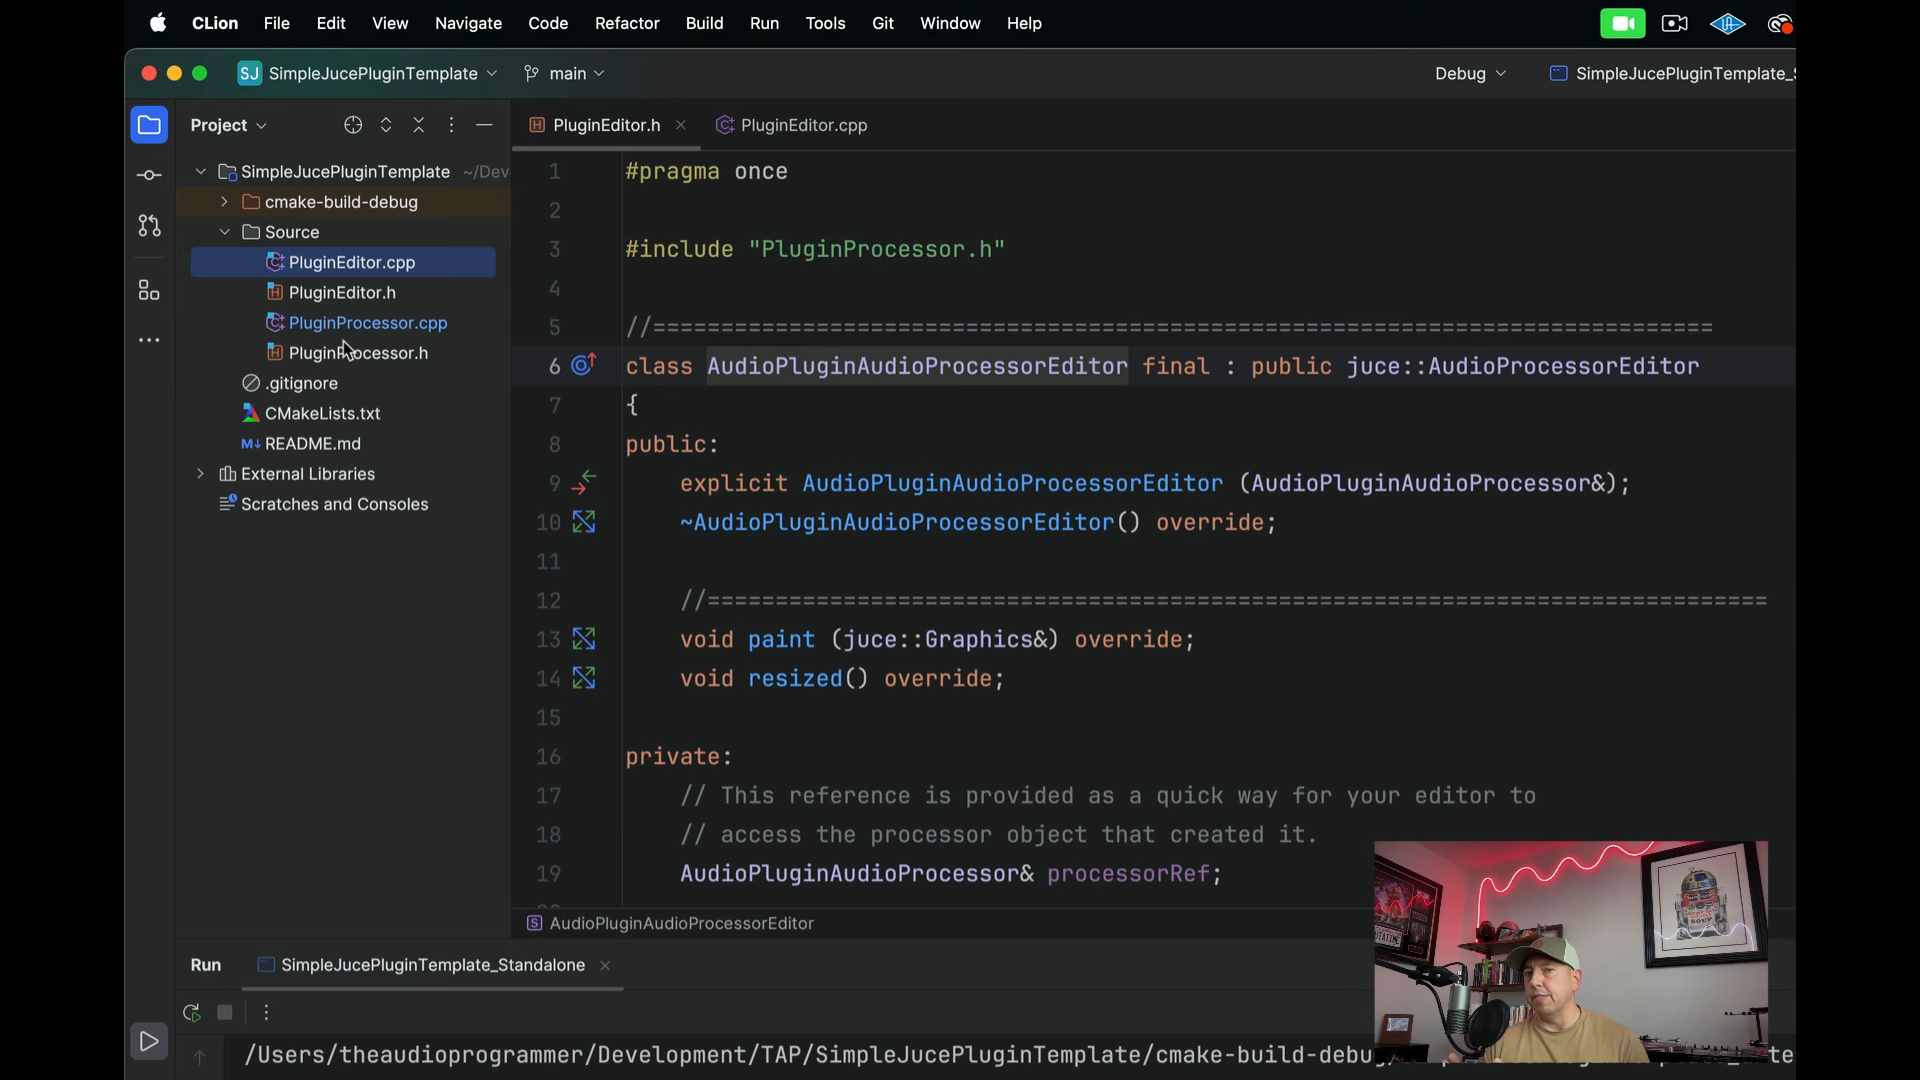 CLion File Edit View Navigate Code Refactor Build Run Tools Git Window Help
SJ SimpleJucePluginTemplate main Debug SimpleJucePluginTemplate_S
Project
PluginEditor.h PluginEditor.cpp
SimpleJucePluginTemplate ~/Dev
cmake-build-debug
Source
PluginEditor.cpp
PluginEditor.h
PluginProcessor.cpp
PluginProcessor.h
.gitignore
CMakeLists.txt
README.md
External Libraries
Scratches and Consoles
1 #pragma once
2
3 #include "PluginProcessor.h"
4
5 //==============================================================================
6 class AudioPluginAudioProcessorEditor final : public juce::AudioProcessorEditor
7 {
8 public:
9 explicit AudioPluginAudioProcessorEditor (AudioPluginAudioProcessor&);
10 ~AudioPluginAudioProcessorEditor() override;
11
12 //==============================================================================
13 void paint (juce::Graphics&) override;
14 void resized() override;
15
16 private:
17 // This reference is provided as a quick way for your editor to
18 // access the processor object that created it.
19 AudioPluginAudioProcessor& processorRef;
AudioPluginAudioProcessorEditor
Run SimpleJucePluginTemplate_Standalone
/Users/theaudioprogrammer/Development/TAP/SimpleJucePluginTemplate/cmake-build-debug/